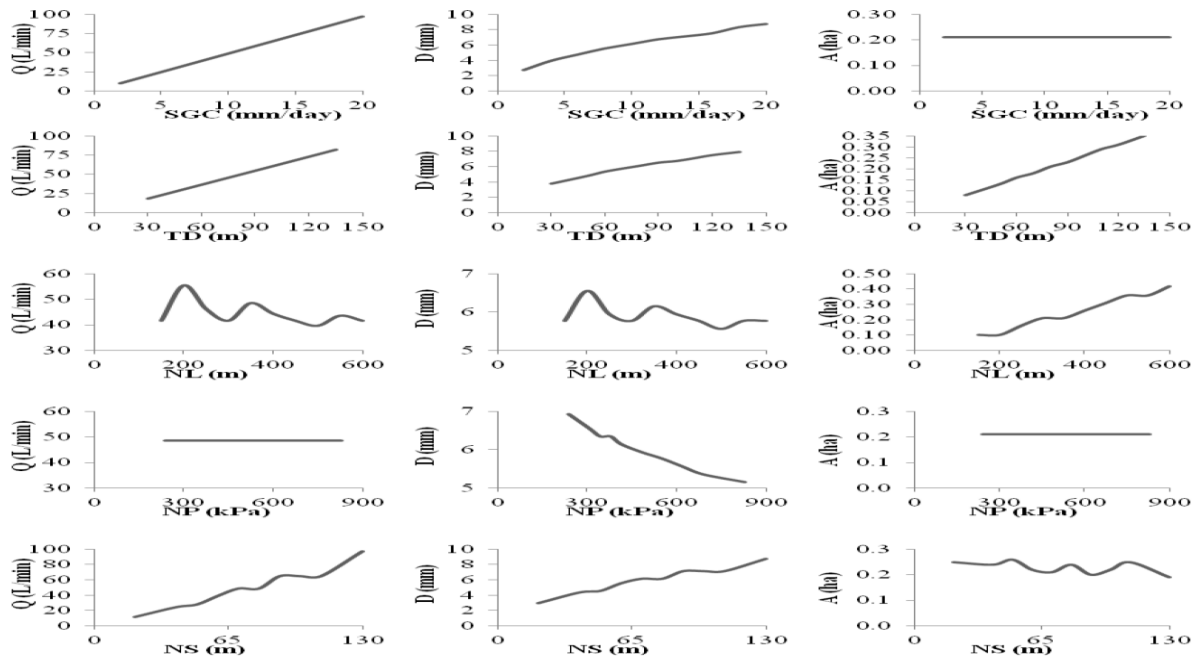 Q (L/min)
100
75
50
25
0
0 5 10 15 20
SGC (mm/day)
D (mm)
10
8
6
4
2
0
0 5 10 15 20
SGC (mm/day)
A (ha)
0.30
0.20
0.10
0.00
0 5 10 15 20
SGC (mm/day)
Q (L/min)
100
75
50
25
0
0 30 60 90 120 150
TD (m)
D (mm)
10
8
6
4
2
0
0 30 60 90 120 150
TD (m)
A (ha)
0.35
0.30
0.25
0.20
0.15
0.10
0.05
0.00
0 30 60 90 120 150
TD (m)
Q (L/min)
60
50
40
30
0 200 400 600
NL (m)
D (mm)
7
6
5
0 200 400 600
NL (m)
A (ha)
0.50
0.40
0.30
0.20
0.10
0.00
0 200 400 600
NL (m)
Q (L/min)
60
50
40
30
0 300 600 900
NP (kPa)
D (mm)
7
6
5
0 300 600 900
NP (kPa)
A (ha)
0.3
0.2
0.1
0.0
0 300 600 900
NP (kPa)
Q (L/min)
100
80
60
40
20
0
0 65 130
NS (m)
D (mm)
10
8
6
4
2
0
0 65 130
NS (m)
A (ha)
0.3
0.2
0.1
0.0
0 65 130
NS (m)